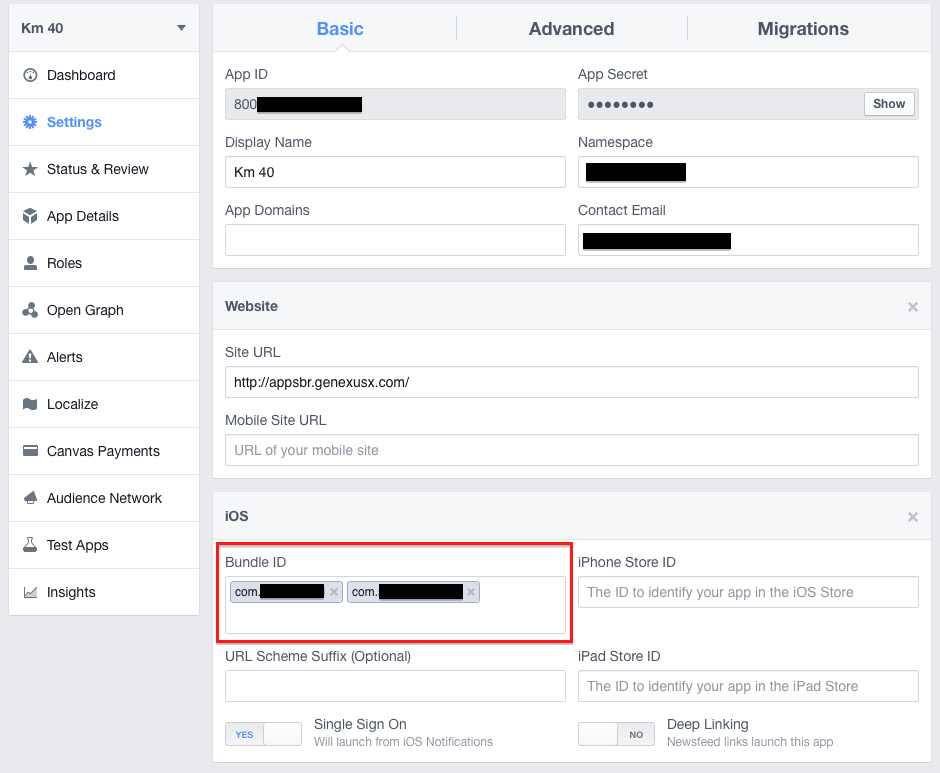 Km 40
Dashboard
Settings
Status & Review
App Details
Roles
Open Graph
Alerts
Localize
Canvas Payments
Audience Network
Test Apps
Insights
Basic Advanced Migrations
App ID App Secret
800 ●●●●●●●● Show
Display Name Namespace
Km 40
App Domains Contact Email
Website ×
Site URL
http://appsbr.genexusx.com/
Mobile Site URL
URL of your mobile site
iOS ×
Bundle ID iPhone Store ID
com. × com. × The ID to identify your app in the iOS Store
URL Scheme Suffix (Optional) iPad Store ID
The ID to identify your app in the iPad Store
YES Single Sign On NO Deep Linking
Will launch from iOS Notifications Newsfeed links launch this app